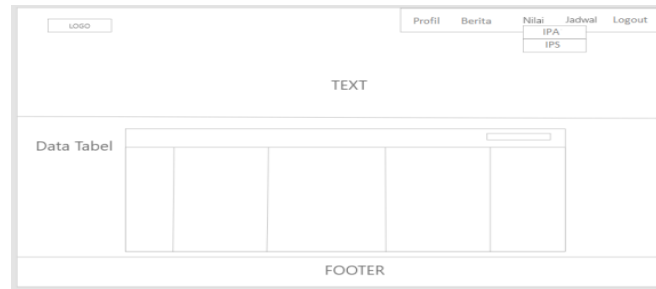 LOGO
Profil Berita Nilai Jadwal Logout
IPA
IPS
TEXT
Data Tabel
FOOTER